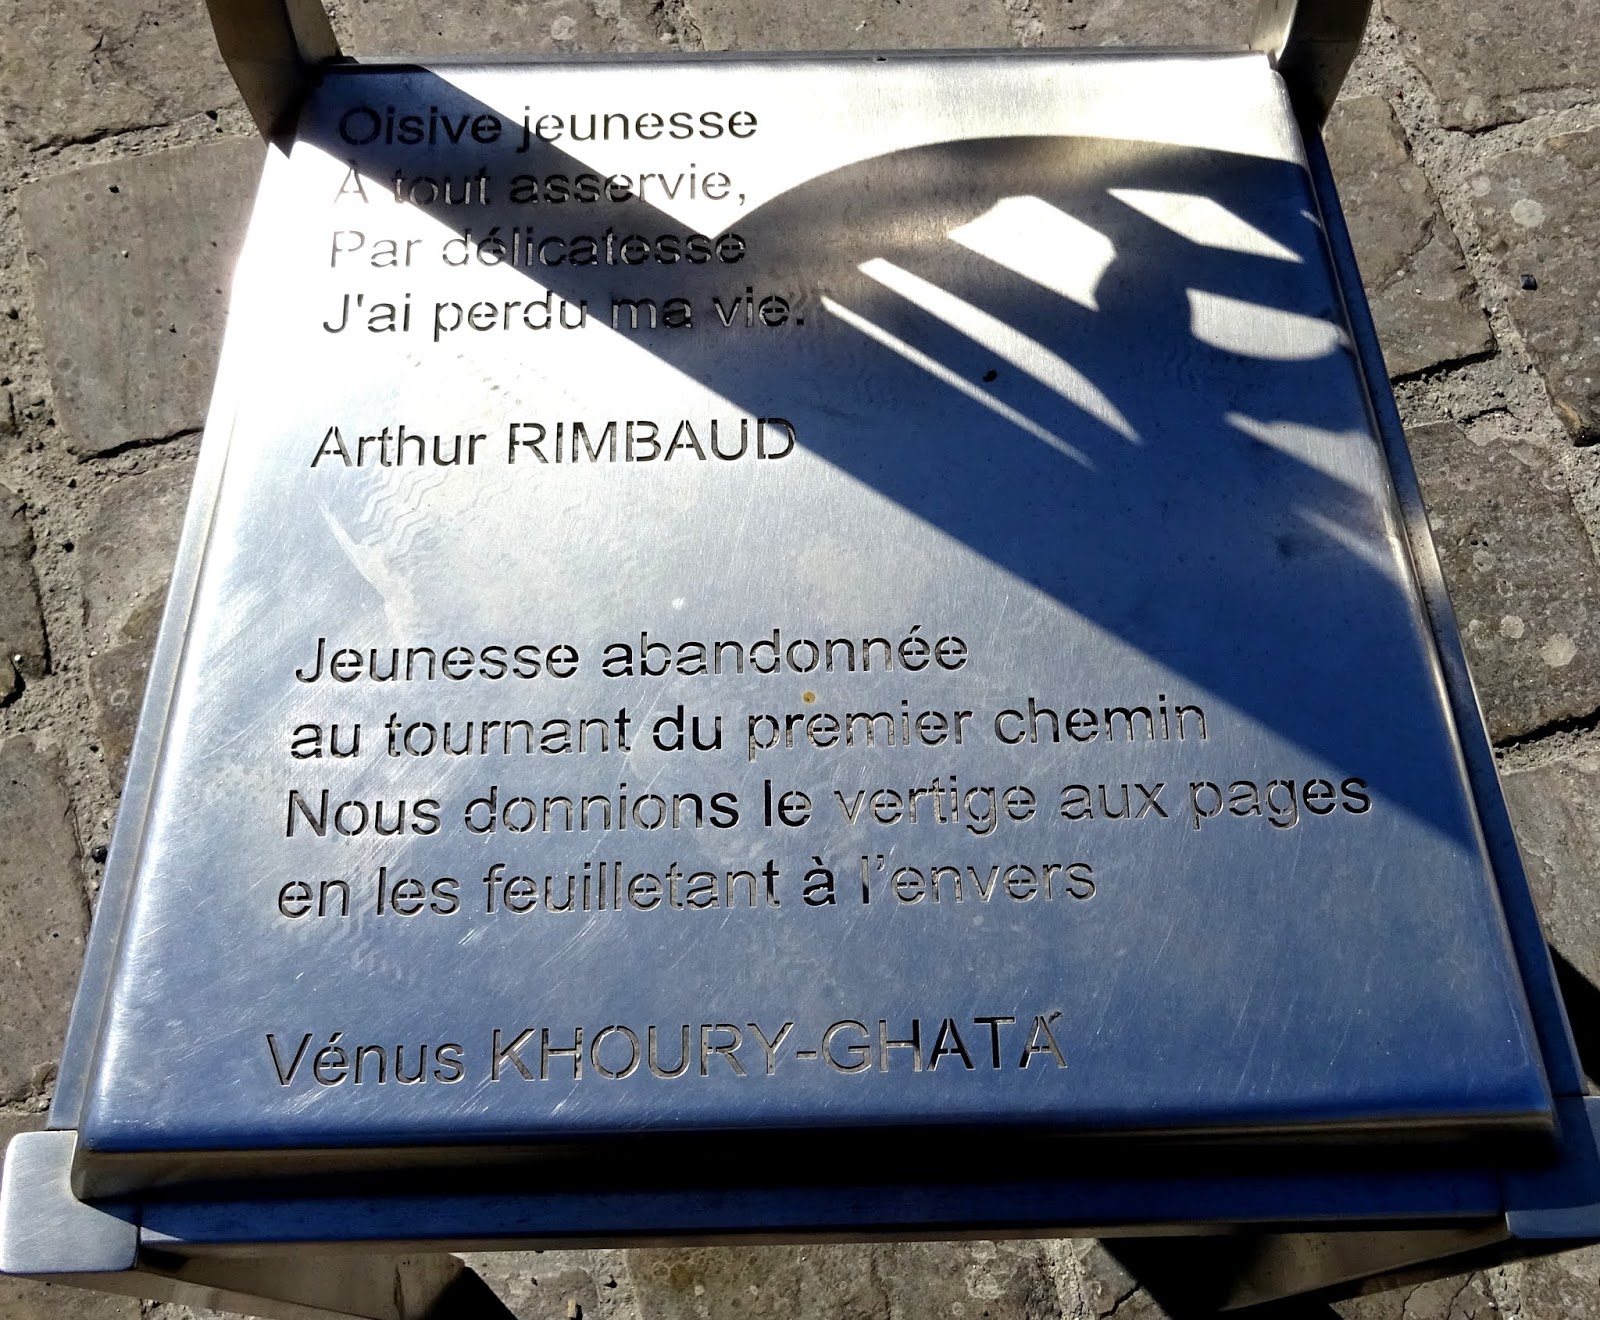 Oisive jeunesse
À tout asservie,
Par délicatesse
J'ai perdu ma vie.
Arthur RIMBAUD
Jeunesse abandonnée
au tournant du premier chemin
Nous donnions le vertige aux pages
en les feuilletant à l’envers
Vénus KHOURY-GHATA